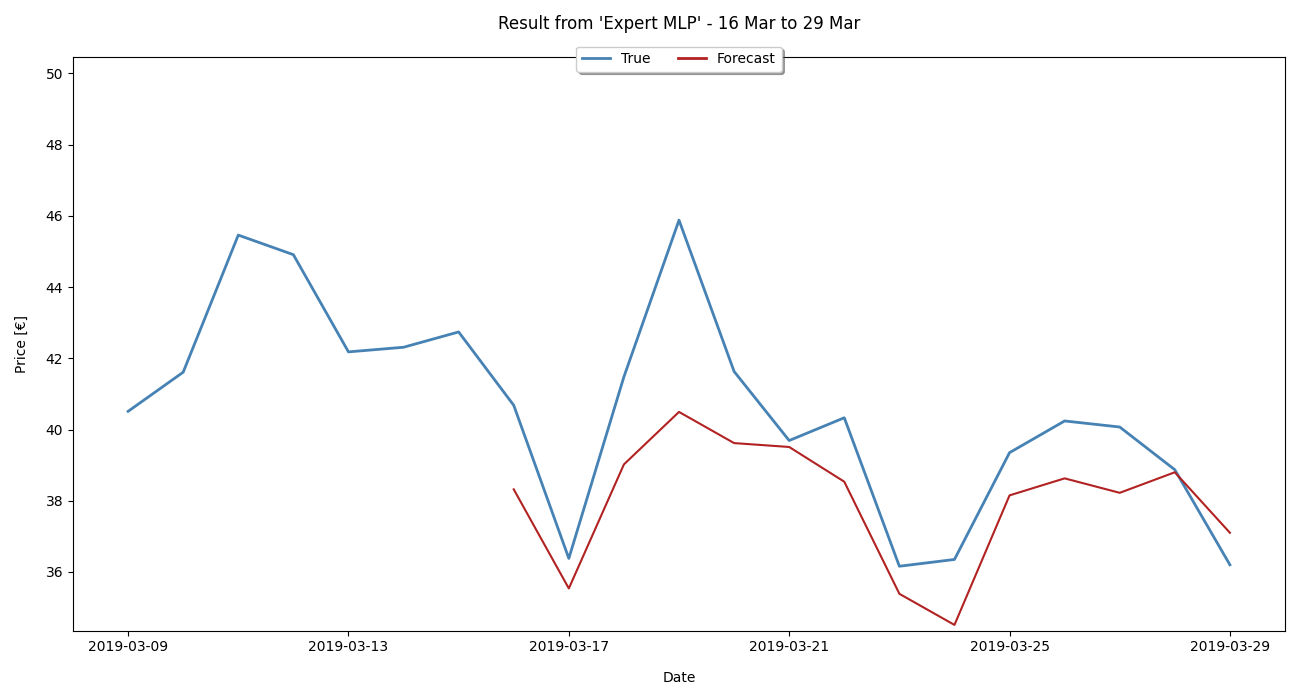 Result from 'Expert MLP' - 16 Mar to 29 Mar
True Forecast
50
48
46
44
42
40
38
36
Price [€]
2019-03-09 2019-03-13 2019-03-17 2019-03-21 2019-03-25 2019-03-29
Date